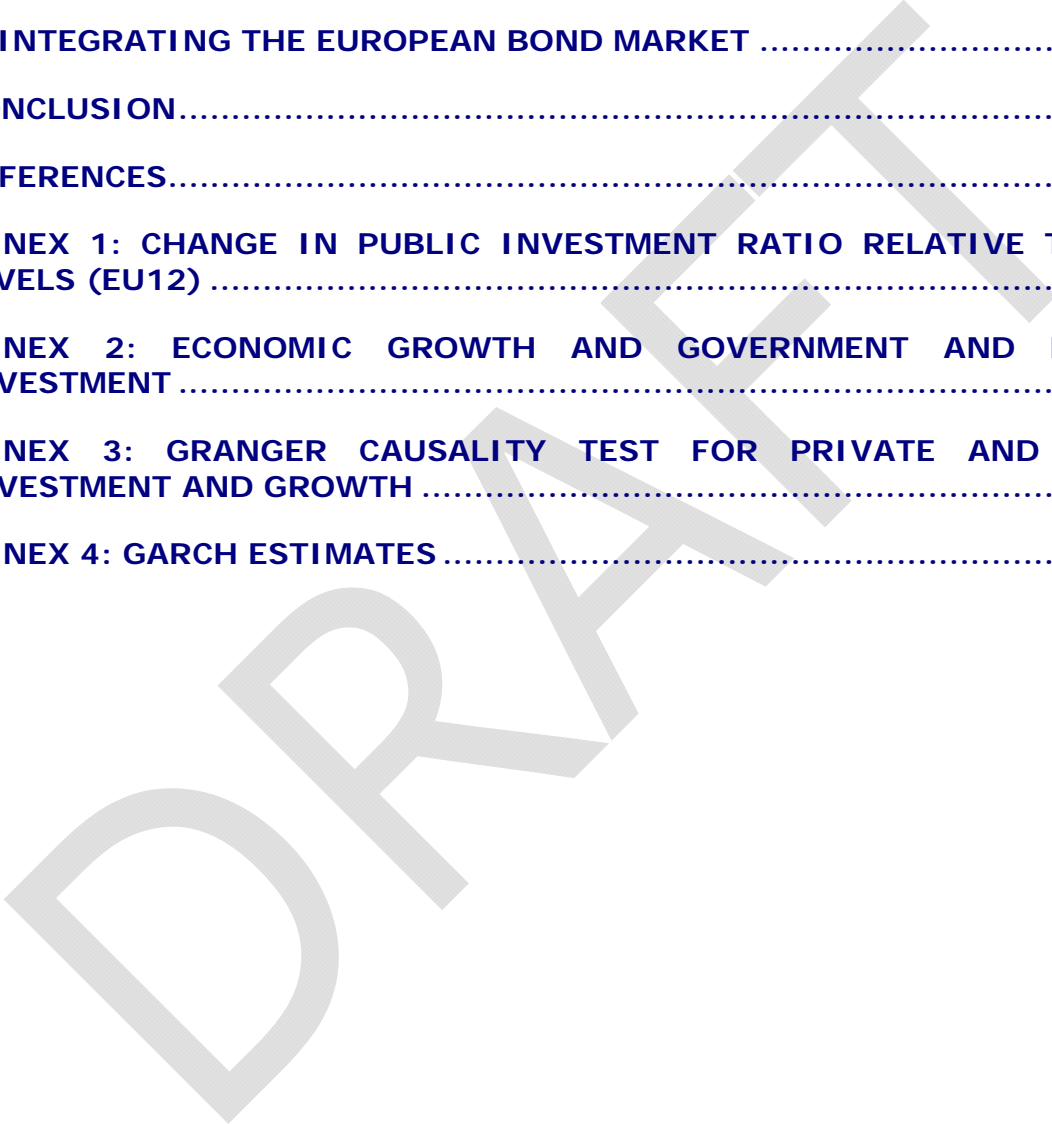 INTEGRATING THE EUROPEAN BOND MARKET ..............................
NCLUSION....................................................................................
FERENCES.....................................................................................
NEX 1: CHANGE IN PUBLIC INVESTMENT RATIO RELATIVE T
VELS (EU12) .................................................................................
NEX 2: ECONOMIC GROWTH AND GOVERNMENT AND
VESTMENT ....................................................................................
NEX 3: GRANGER CAUSALITY TEST FOR PRIVATE AND
VESTMENT AND GROWTH .............................................................
NEX 4: GARCH ESTIMATES ...........................................................
DRAFT